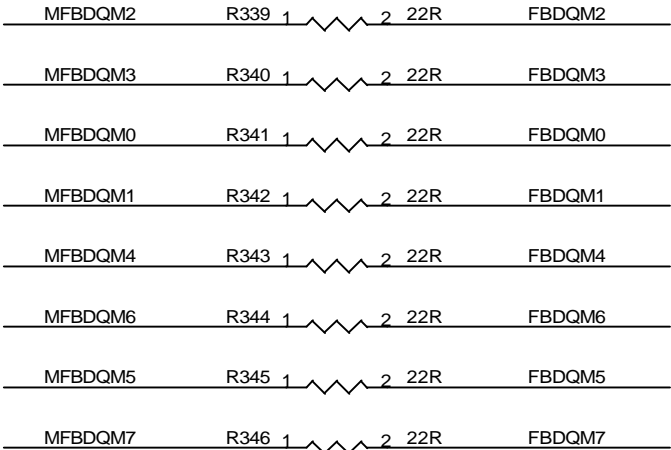 MFBDQM2 R339 1 2 22R FBDQM2
MFBDQM3 R340 1 2 22R FBDQM3
MFBDQM0 R341 1 2 22R FBDQM0
MFBDQM1 R342 1 2 22R FBDQM1
MFBDQM4 R343 1 2 22R FBDQM4
MFBDQM6 R344 1 2 22R FBDQM6
MFBDQM5 R345 1 2 22R FBDQM5
MFBDQM7 R346 1 2 22R FBDQM7